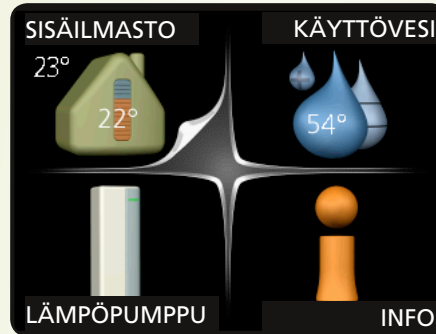 SISÄILMASTO
KÄYTTÖVESI
23°
22°
54°
LÄMPÖPUMPPU
INFO